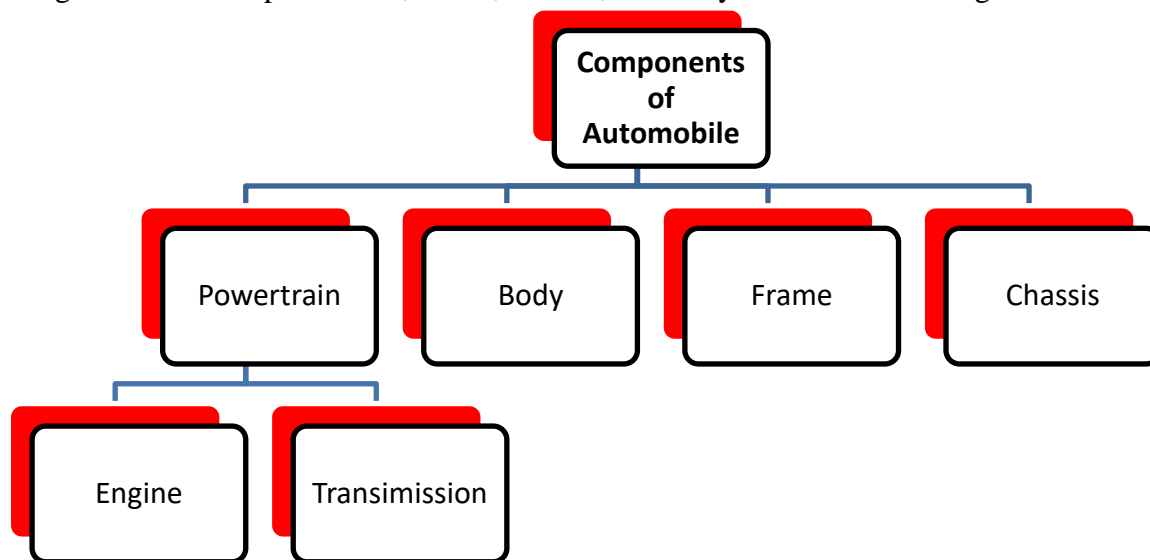 Components
of
Automobile
Powertrain
Body
Frame
Chassis
Engine
Transimission